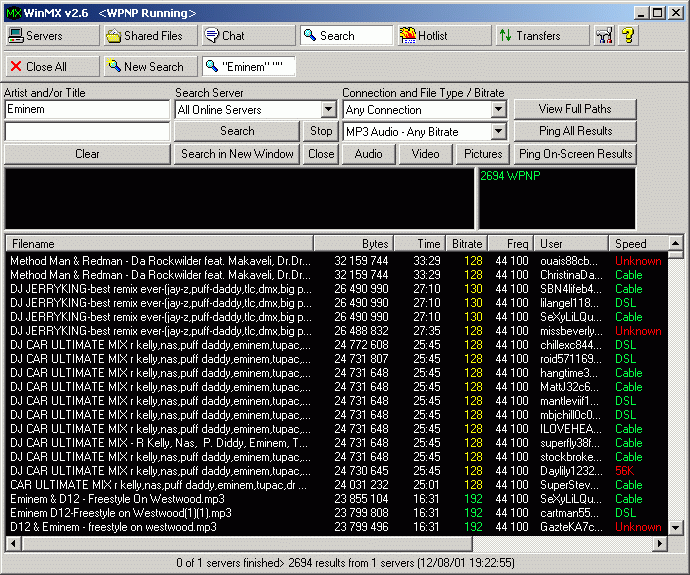 WinMX v2.6 <WPNP Running>
Servers Shared Files Chat Search Hotlist Transfers
Close All New Search "Eminem" ""
Artist and/or Title Search Server Connection and File Type / Bitrate
Eminem All Online Servers Any Connection View Full Paths
Search Stop MP3 Audio - Any Bitrate Ping All Results
Clear Search in New Window Close Audio Video Pictures Ping On-Screen Results
2694 WPNP
Filename Bytes Time Bitrate Freq User Speed
Method Man & Redman - Da Rockwilder feat. Makaveli, Dr.Dr... 32 159 744 33:29 128 44 100 ouais88cb... Unknown
Method Man & Redman - Da Rockwilder feat. Makaveli, Dr.Dr... 32 159 744 33:29 128 44 100 ChristinaDa... Cable
DJ JERRYKING-best remix ever-(jay-z,puff-daddy,tlc,dmx,big p... 26 490 990 27:10 130 44 100 SBN4lifeb4... Cable
DJ JERRYKING-best remix ever-(jay-z,puff-daddy,tlc,dmx,big p... 26 490 990 27:10 130 44 100 lilangel118... DSL
DJ JERRYKING-best remix ever-(jay-z,puff-daddy,tlc,dmx,big p... 26 490 990 27:10 130 44 100 SeXyLiLQu... Cable
DJ JERRYKING-best remix ever-(jay-z,puff-daddy,tlc,dmx,big p... 26 488 832 27:35 128 44 100 missbeverly... Unknown
DJ CAR ULTIMATE MIX r kelly,nas,puff daddy,eminem,tupac,... 24 772 608 25:45 128 44 100 chillexc844... DSL
DJ CAR ULTIMATE MIX r kelly,nas,puff daddy,eminem,tupac,... 24 731 807 25:45 128 44 100 roid571169... DSL
DJ CAR ULTIMATE MIX r kelly,nas,puff daddy,eminem,tupac,... 24 731 648 25:45 128 44 100 hangtime3... Cable
DJ CAR ULTIMATE MIX r kelly,nas,puff daddy,eminem,tupac,... 24 731 648 25:45 128 44 100 MattJ32c6... Cable
DJ CAR ULTIMATE MIX r kelly,nas,puff daddy,eminem,tupac,... 24 731 648 25:45 128 44 100 mantleviif1... DSL
DJ CAR ULTIMATE MIX r kelly,nas,puff daddy,eminem,tupac,... 24 731 648 25:45 128 44 100 mbjchill0c0... DSL
DJ CAR ULTIMATE MIX r kelly,nas,puff daddy,eminem,tupac,... 24 731 648 25:45 128 44 100 ILOVEHEA... Cable
DJ CAR ULTIMATE MIX - R Kelly, Nas, P. Diddy, Eminem, T... 24 731 648 25:45 128 44 100 superfly38f... Cable
DJ CAR ULTIMATE MIX r kelly,nas,puff daddy,eminem,tupac,... 24 731 648 25:45 128 44 100 stockbroke... Cable
DJ CAR ULTIMATE MIX r kelly,nas,puff daddy,eminem,tupac,... 24 730 645 25:45 128 44 100 Daylily1232... 56K
CAR ULTIMATE MIX r kelly,nas,puff daddy,eminem,tupac,dr ... 24 031 232 25:01 128 44 100 SuperStev... Cable
Eminem & D12 - Freestyle On Westwood.mp3 23 855 104 16:31 192 44 100 SeXyLiLQu... Cable
Eminem D12-Freestyle on Westwood(1)(1).mp3 23 801 088 16:31 192 44 100 cartman55... DSL
D12 & Eminem - freestyle on westwood.mp3 23 799 496 16:31 192 44 100 GazteKA7c... Unknown
0 of 1 servers finished> 2694 results from 1 servers (12/08/01 19:22:55)